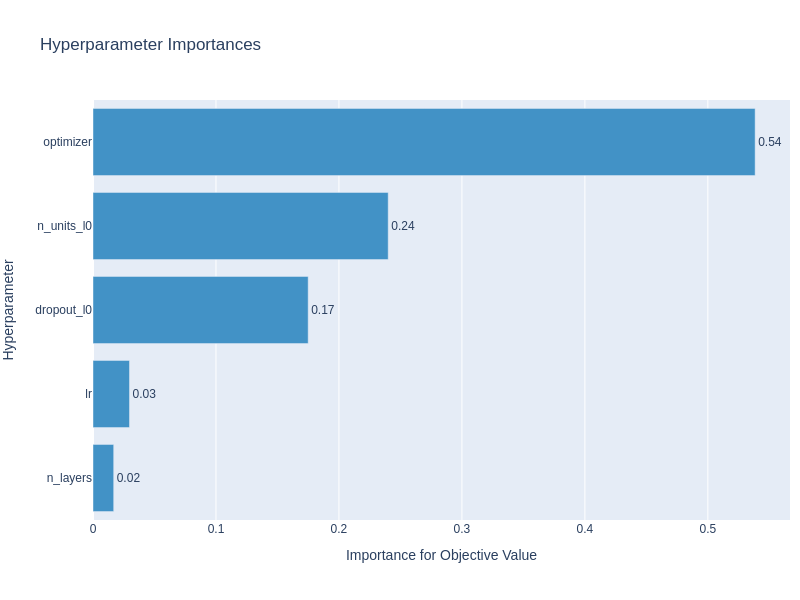 Hyperparameter Importances
optimizer
0.54
n_units_l0
0.24
dropout_l0
0.17
lr
0.03
n_layers
0.02
0
0.1
0.2
0.3
0.4
0.5
Importance for Objective Value
Hyperparameter